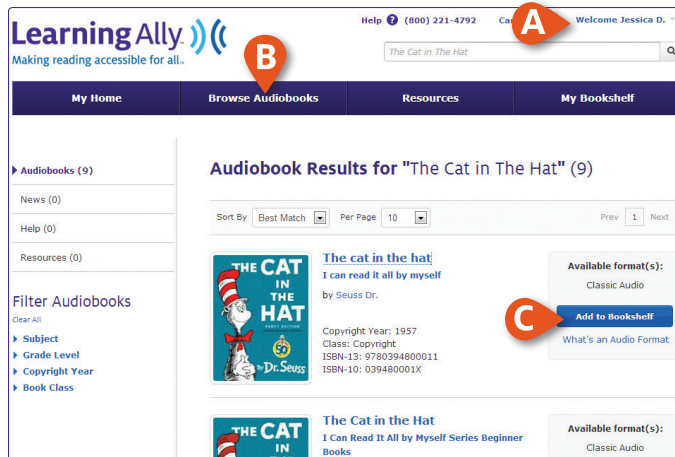 Help ? (800) 221-4792 Ca A Welcome Jessica D.
Learning Ally
Making reading accessible for all.
The Cat in The Hat
B
My Home Browse Audiobooks Resources My Bookshelf
Audiobooks (9)
News (0)
Help (0)
Resources (0)
Filter Audiobooks
Clear All
Subject
Grade Level
Copyright Year
Book Class
Audiobook Results for "The Cat in The Hat" (9)
Sort By Best Match Per Page 10 Prev 1 Next
THE CAT
IN
THE
HAT
PARTY EDITION
50
By Dr. Seuss
The cat in the hat
I can read it all by myself
by Seuss Dr.
Copyright Year: 1957
Class: Copyright
ISBN-13: 9780394800011
ISBN-10: 039480001X
Available format(s):
Classic Audio
C Add to Bookshelf
What's an Audio Format
THE CAT
IN
The Cat in the Hat
I Can Read It All by Myself Series Beginner
Books
Available format(s):
Classic Audio